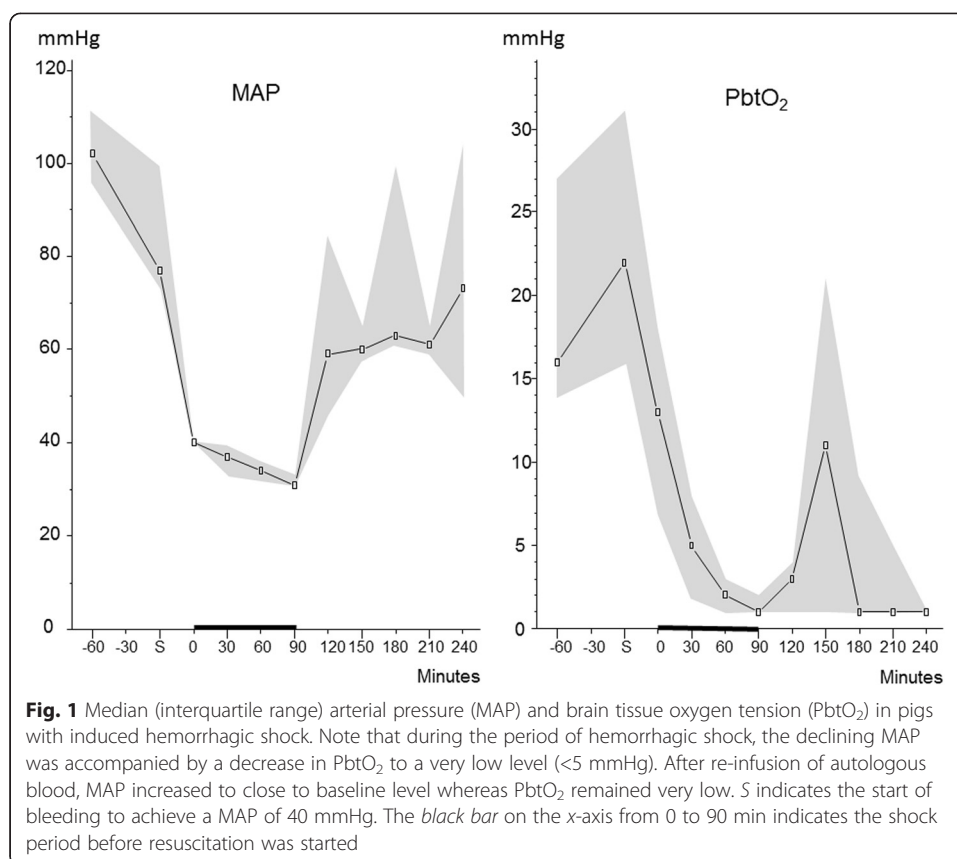 mmHg
MAP
120
100
80
60
40
20
0
-60 -30 S 0 30 60 90 120 150 180 210 240
Minutes
mmHg
PbtO2
30
25
20
15
10
5
0
-60 -30 S 0 30 60 90 120 150 180 210 240
Minutes
Fig. 1 Median (interquartile range) arterial pressure (MAP) and brain tissue oxygen tension (PbtO2) in pigs
with induced hemorrhagic shock. Note that during the period of hemorrhagic shock, the declining MAP
was accompanied by a decrease in PbtO2 to a very low level (<5 mmHg). After re-infusion of autologous
blood, MAP increased to close to baseline level whereas PbtO2 remained very low. S indicates the start of
bleeding to achieve a MAP of 40 mmHg. The black bar on the x-axis from 0 to 90 min indicates the shock
period before resuscitation was started